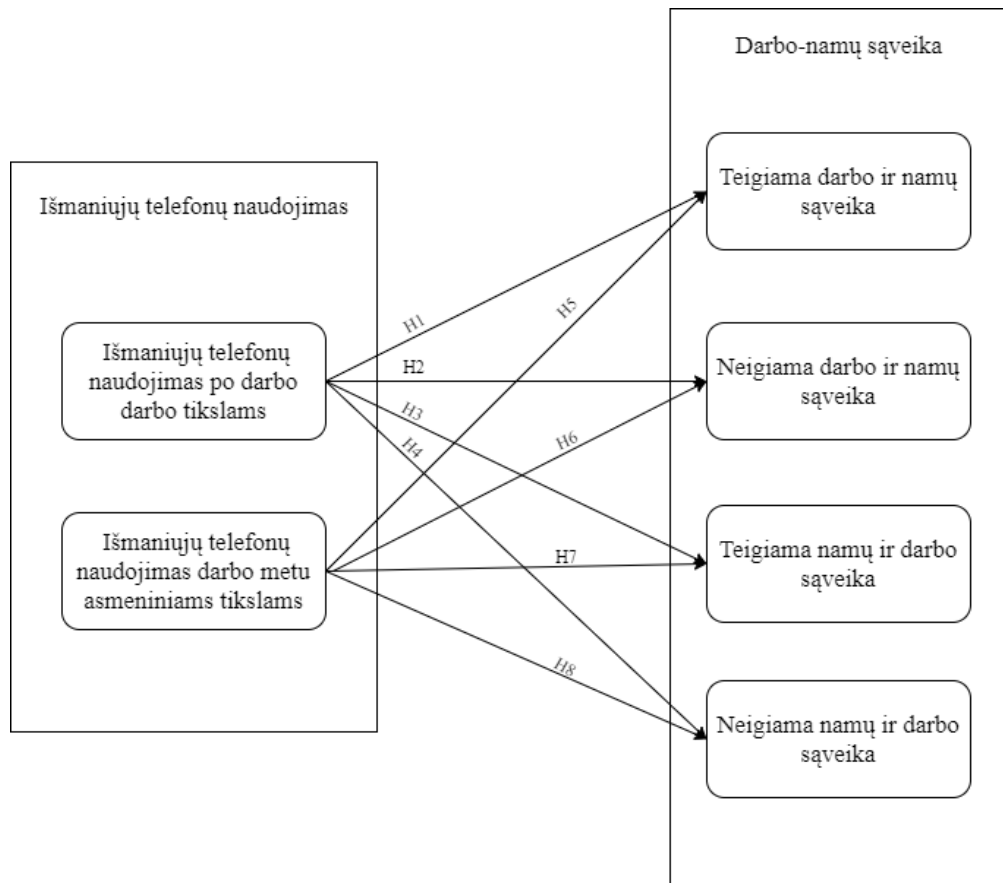 Darbo-namų sąveika
Išmaniųjų telefonų naudojimas
Išmaniųjų telefonų
naudojimas po darbo
darbo tikslams
Išmaniųjų telefonų
naudojimas darbo metu
asmeniniams tikslams
H1
H2
H3
H4
H5
H6
H7
H8
Teigiama darbo ir namų
sąveika
Neigiama darbo ir namų
sąveika
Teigiama namų ir darbo
sąveika
Neigiama namų ir darbo
sąveika